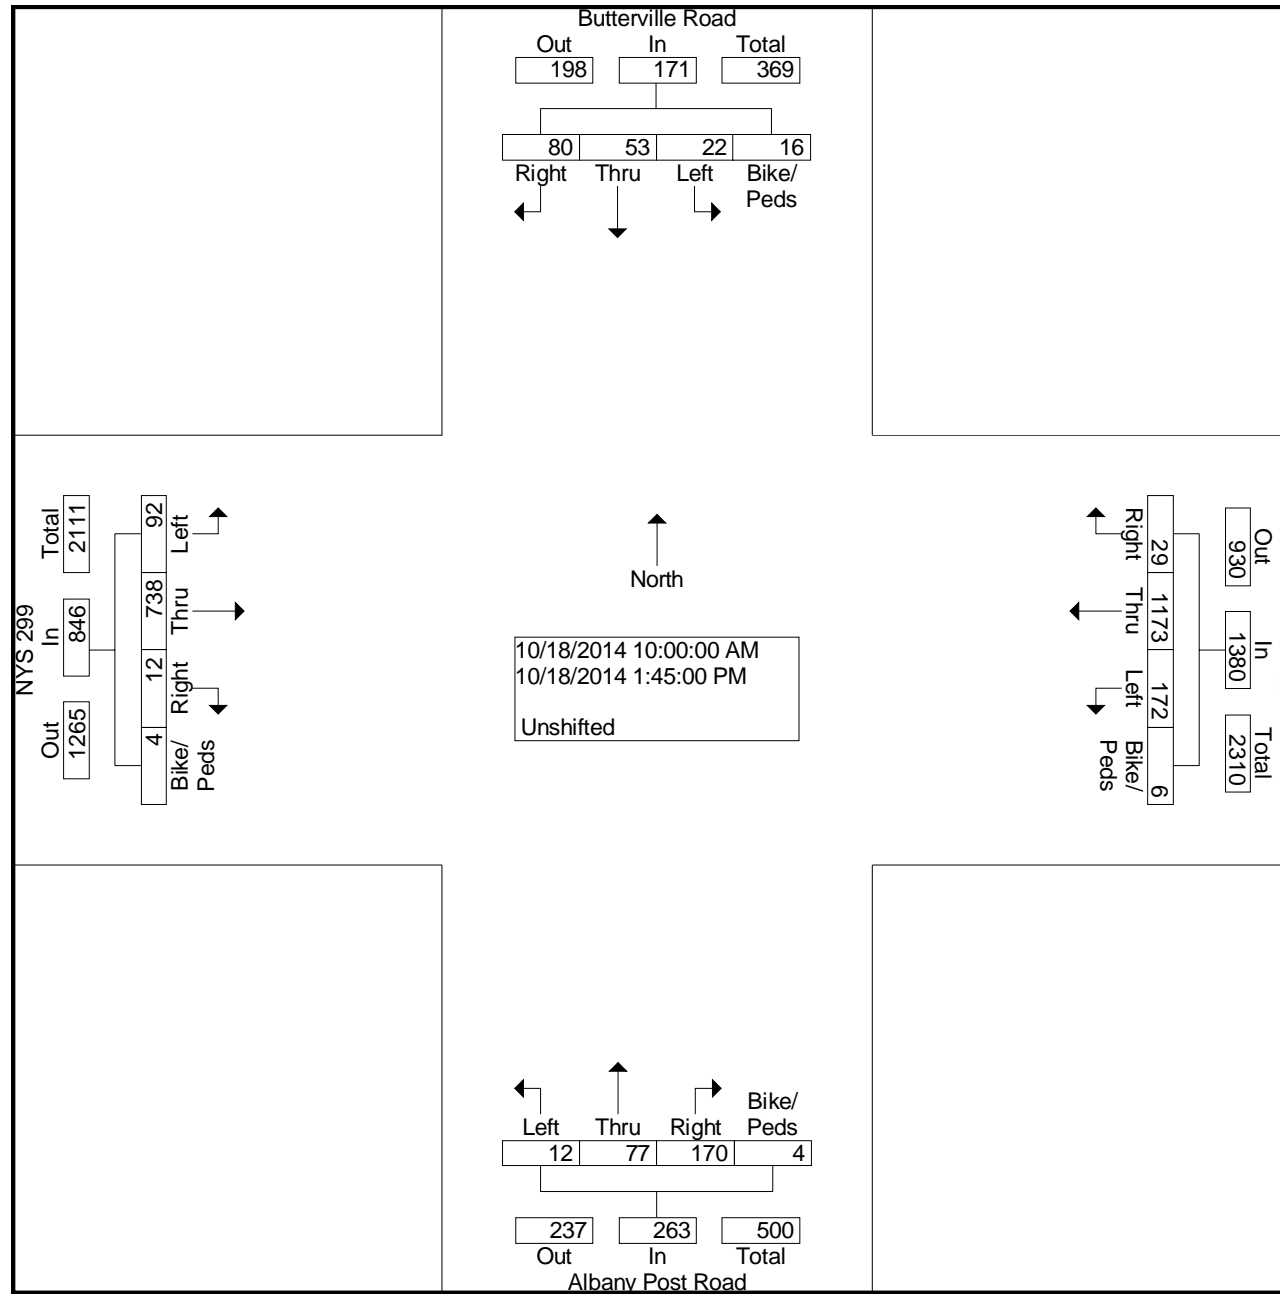 Butterville Road
Out In Total
198 171 369
80 53 22 16
Right Thru Left Bike/
Peds
NYS 299
Total In Out
2111 846 1265
92 738 12 4
Left Thru Right Bike/
Peds
North
10/18/2014 10:00:00 AM
10/18/2014 1:45:00 PM
Unshifted
Out In Total
930 1380 2310
29 1173 172 6
Right Thru Left Bike/
Peds
Bike/
Left Thru Right Peds
12 77 170 4
237 263 500
Out In Total
Albany Post Road